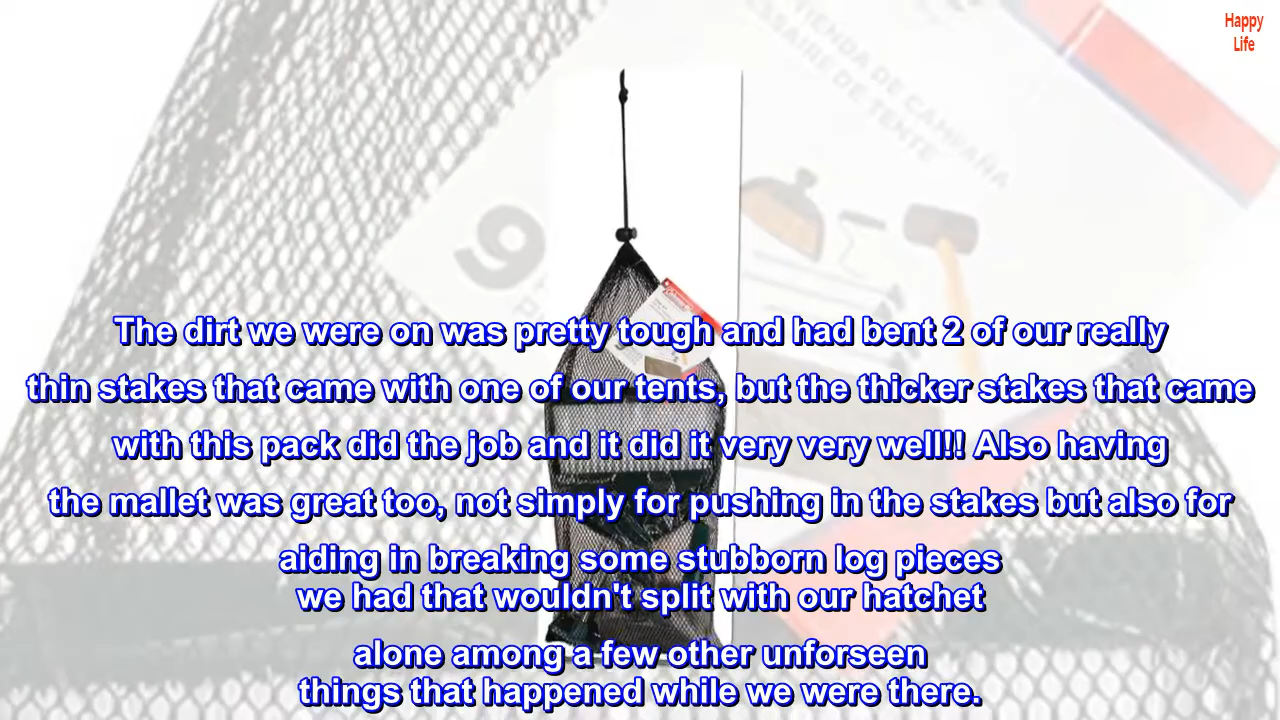 Happy
Life
TIENDA DE CAMPAÑA
9
The dirt we were on was pretty tough and had bent 2 of our really
thin stakes that came with one of our tents, but the thicker stakes that came
with this pack did the job and it did it very very well!! Also having
the mallet was great too, not simply for pushing in the stakes but also for
aiding in breaking some stubborn log pieces
we had that wouldn't split with our hatchet
alone among a few other unforseen
things that happened while we were there.